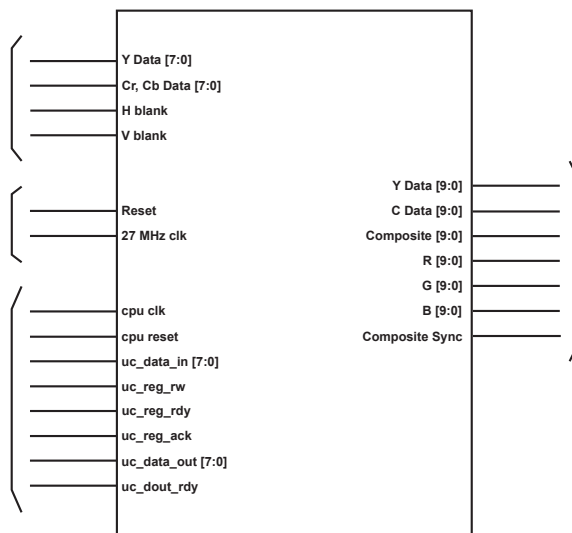 Y Data [7:0]
Cr, Cb Data [7:0]
H blank
V blank
Reset
27 MHz clk
cpu clk
cpu reset
uc_data_in [7:0]
uc_reg_rw
uc_reg_rdy
uc_reg_ack
uc_data_out [7:0]
uc_dout_rdy
Y Data [9:0]
C Data [9:0]
Composite [9:0]
R [9:0]
G [9:0]
B [9:0]
Composite Sync